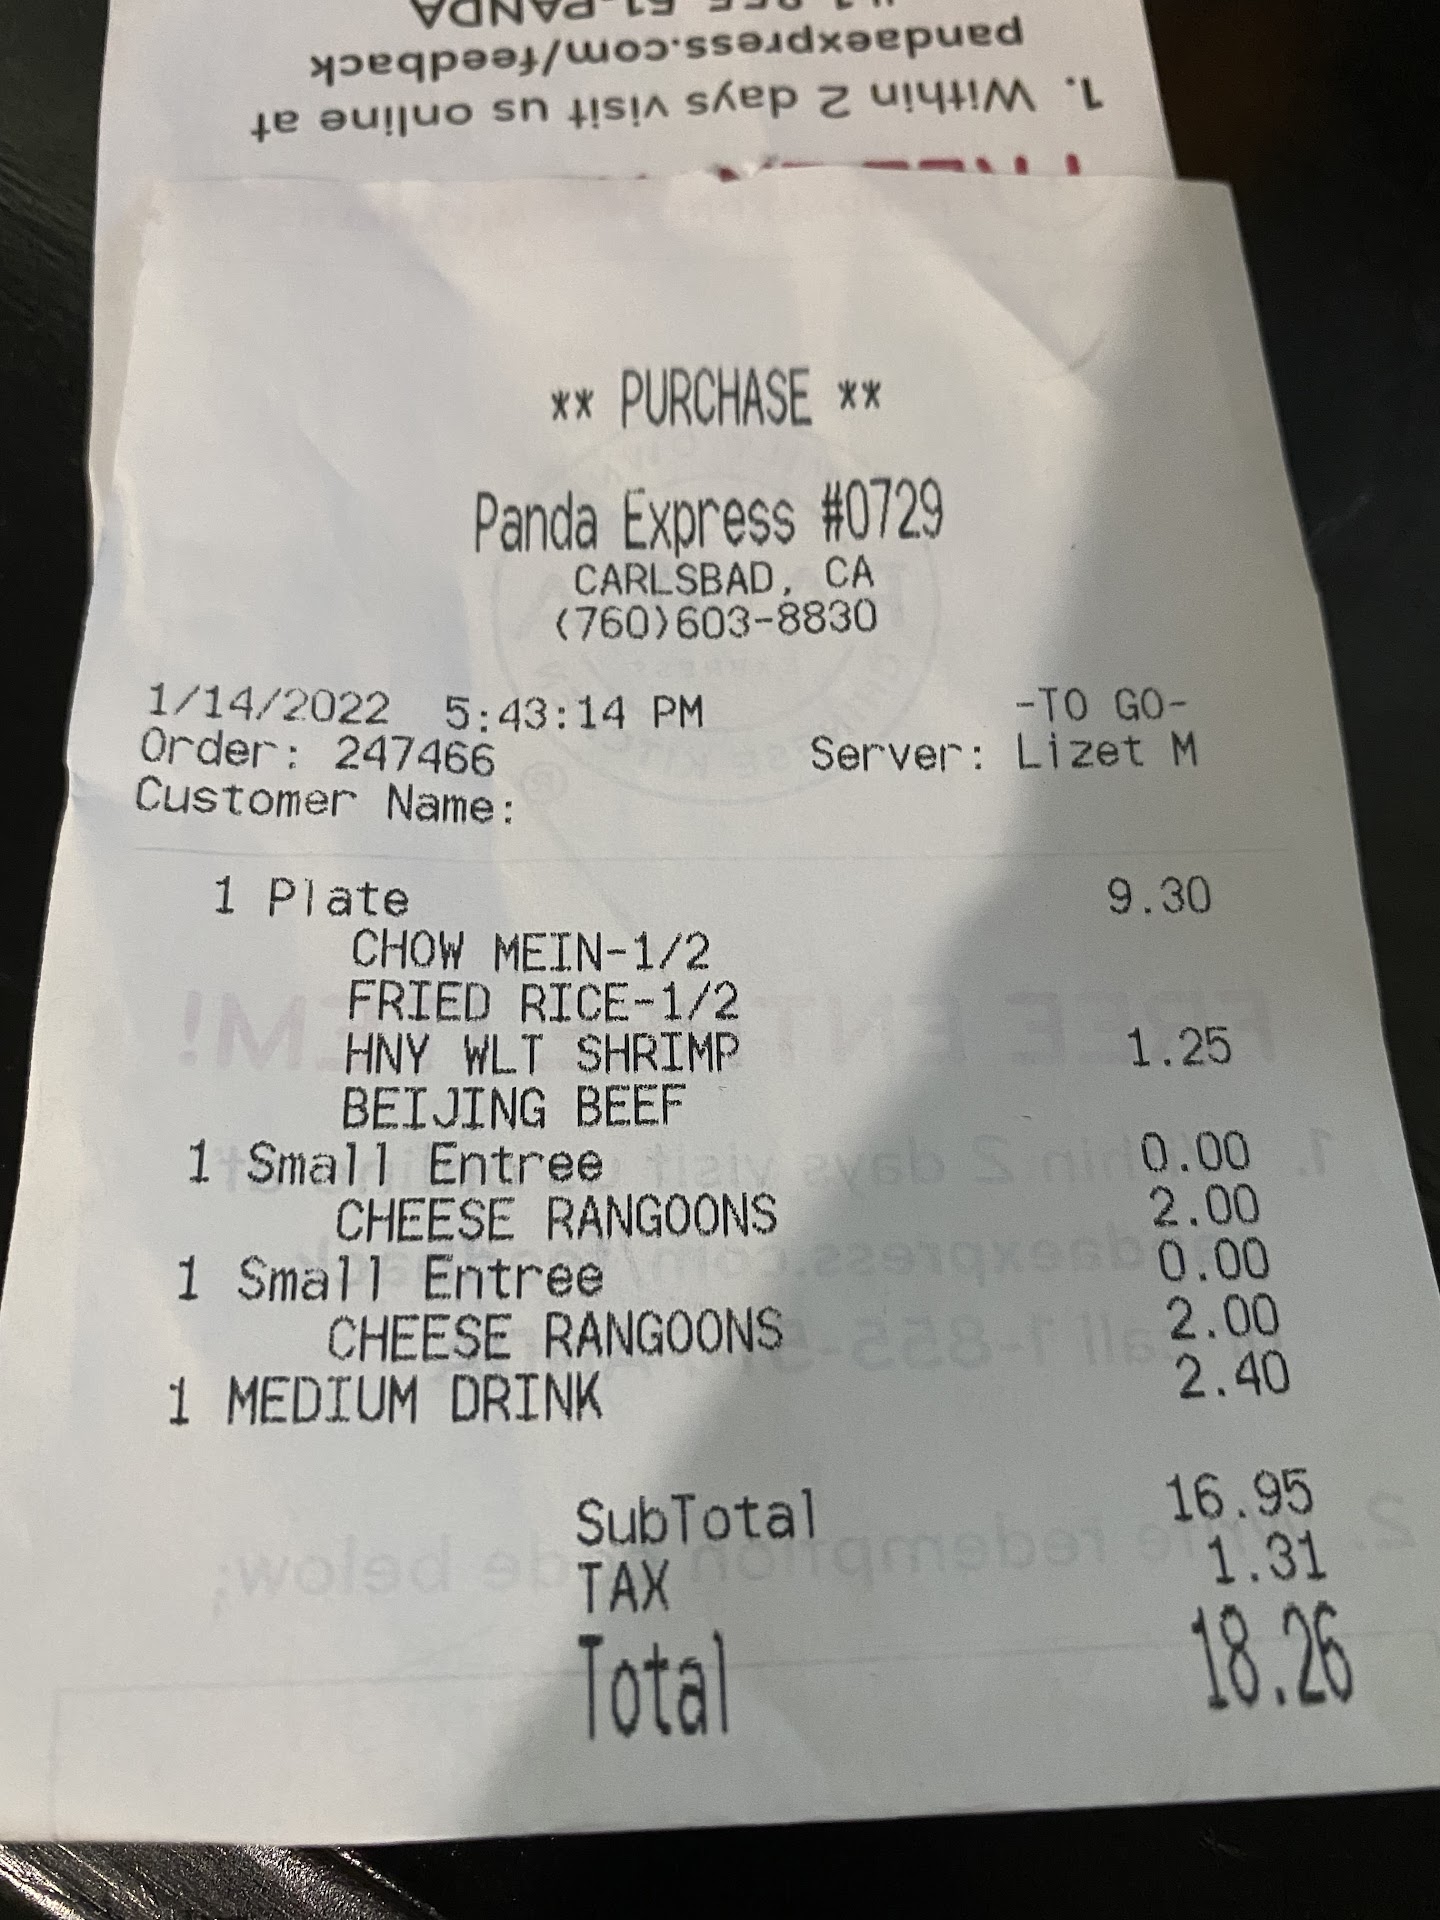 1-855-51-PANDA
pandaexpress.com/feedback
1. Within 2 days visit us online at
** PURCHASE **
Panda Express #0729
CARLSBAD, CA
(760)603-8830
1/14/2022 5:43:14 PM -TO GO-
Order: 247466 Server: Lizet M
Customer Name:
1 Plate 9.30
CHOW MEIN-1/2
FRIED RICE-1/2
HNY WLT SHRIMP 1.25
BEIJING BEEF
1 Small Entree 0.00
CHEESE RANGOONS 2.00
1 Small Entree 0.00
CHEESE RANGOONS 2.00
1 MEDIUM DRINK 2.40
SubTotal 16.95
TAX 1.31
Total 18.26